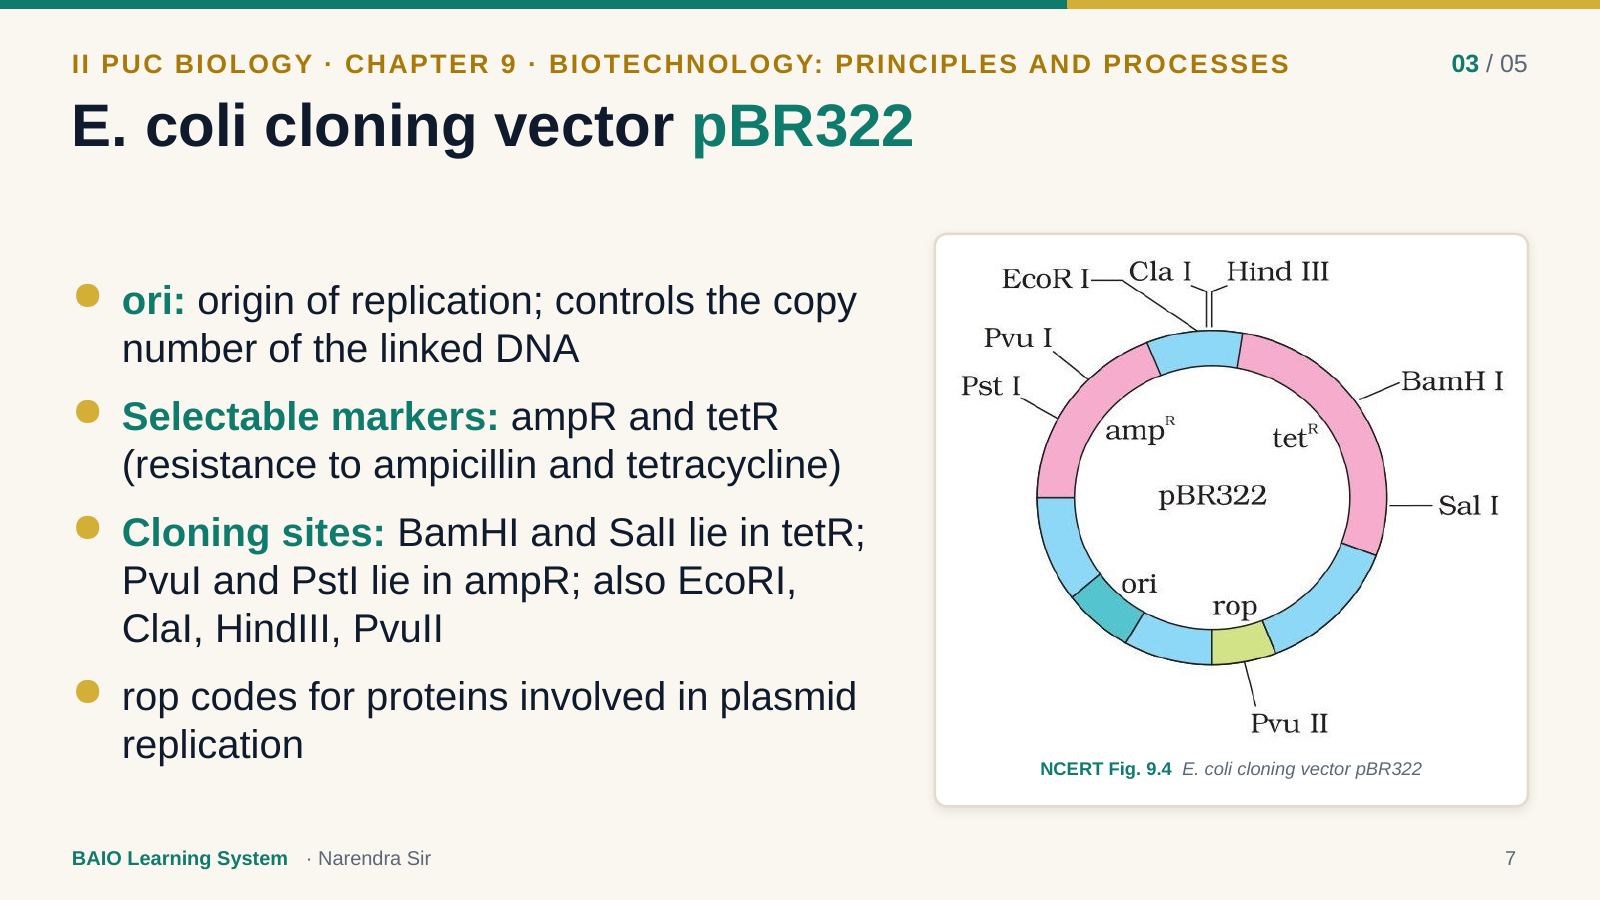 II PUC BIOLOGY · CHAPTER 9 · BIOTECHNOLOGY: PRINCIPLES AND PROCESSES
03 / 05
E. coli cloning vector pBR322
ori: origin of replication; controls the copy
number of the linked DNA
Selectable markers: ampR and tetR
(resistance to ampicillin and tetracycline)
Cloning sites: BamHI and SalI lie in tetR;
PvuI and PstI lie in ampR; also EcoRI,
ClaI, HindIII, PvuII
rop codes for proteins involved in plasmid
replication
EcoR I
Cla I
Hind III
Pvu I
Pst I
BamH I
amp^R
tet^R
pBR322
Sal I
ori
rop
Pvu II
NCERT Fig. 9.4 E. coli cloning vector pBR322
BAIO Learning System · Narendra Sir
7